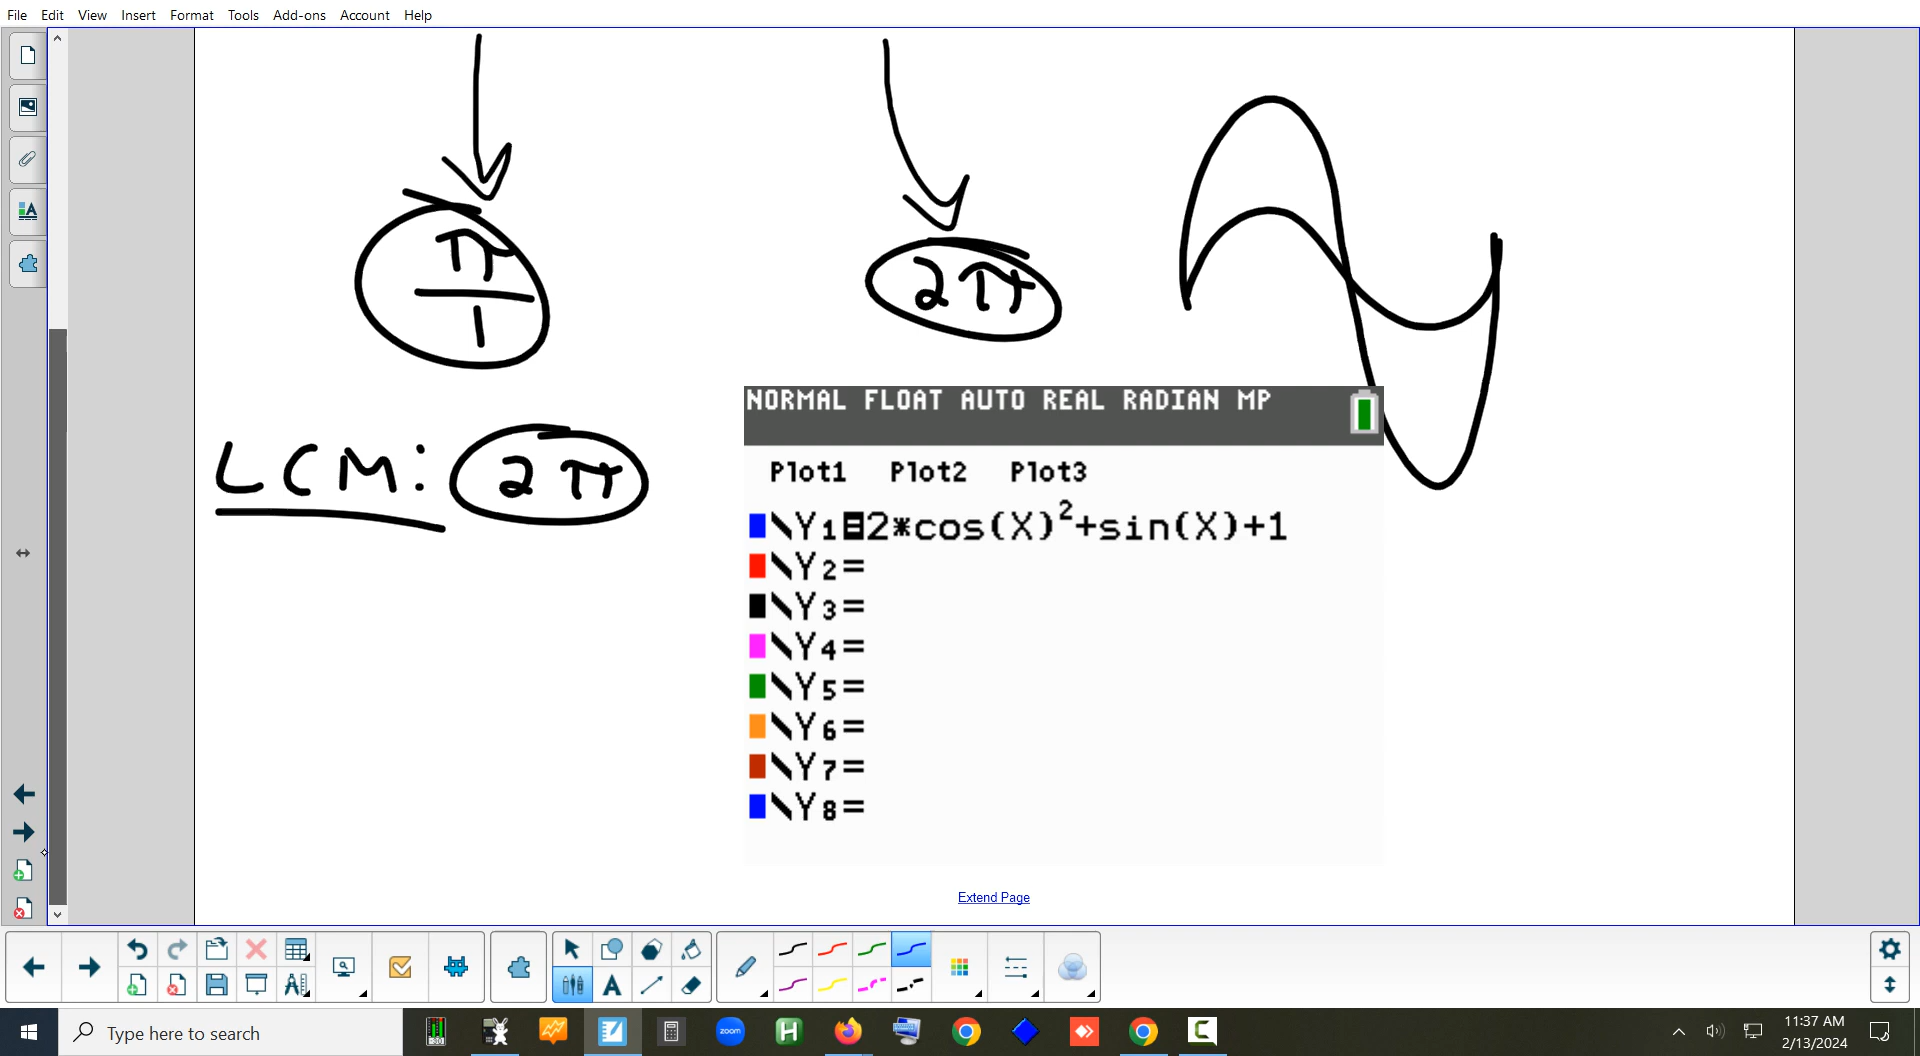 File Edit View Insert Format Tools Add-ons Account Help
π
1
2π
LCM: 2π
NORMAL FLOAT AUTO REAL RADIAN MP
Plot1 Plot2 Plot3
\Y1=2*cos(X)²+sin(X)+1
\Y2=
\Y3=
\Y4=
\Y5=
\Y6=
\Y7=
\Y8=
Extend Page
Type here to search
zoom
H
C
11:37 AM
2/13/2024